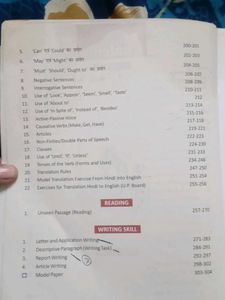 5. 'Can' एवं 'Could' का प्रयोग 200-201
6. 'May' एवं 'Might' का प्रयोग 202-203
7. 'Must' 'Should', 'Ought to' का प्रयोग 204-205
8. Negative Sentences 206-208
9. Interrogative Sentences 208-209
10. Use of 'Look', 'Appear', 'Seem', 'Smell', 'Taste' 210-211
11. Use of 'About to' 212
12. Use of 'In Spite of', 'Instead of', 'Besides' 213-214
13. Active-Passive Voice 215-216
14. Causative Verbs (Make, Get, Have) 217-218
15. Articles 219-221
16. Non-Finites/Double Parts of Speech 222-223
17. Clauses 224-230
18. Use of 'Until', 'If', 'Unless' 231-233
19. Tenses of the Verb (Forms and Uses) 234-246
20. Translation Rules 247-250
21. Model Translation Exercise From Hindi into English 251-254
22. Exercises for Translation Hindi to English (U.P. Board) 255-256
READING
1. Unseen Passage (Reading) 257-270
WRITING SKILL
1. Letter and Application Writing 271-283
2. Descriptive Paragraph (Writing Task) 284-291
3. Report Writing 292-297
4. Article Writing 298-302
Model Paper 303-304